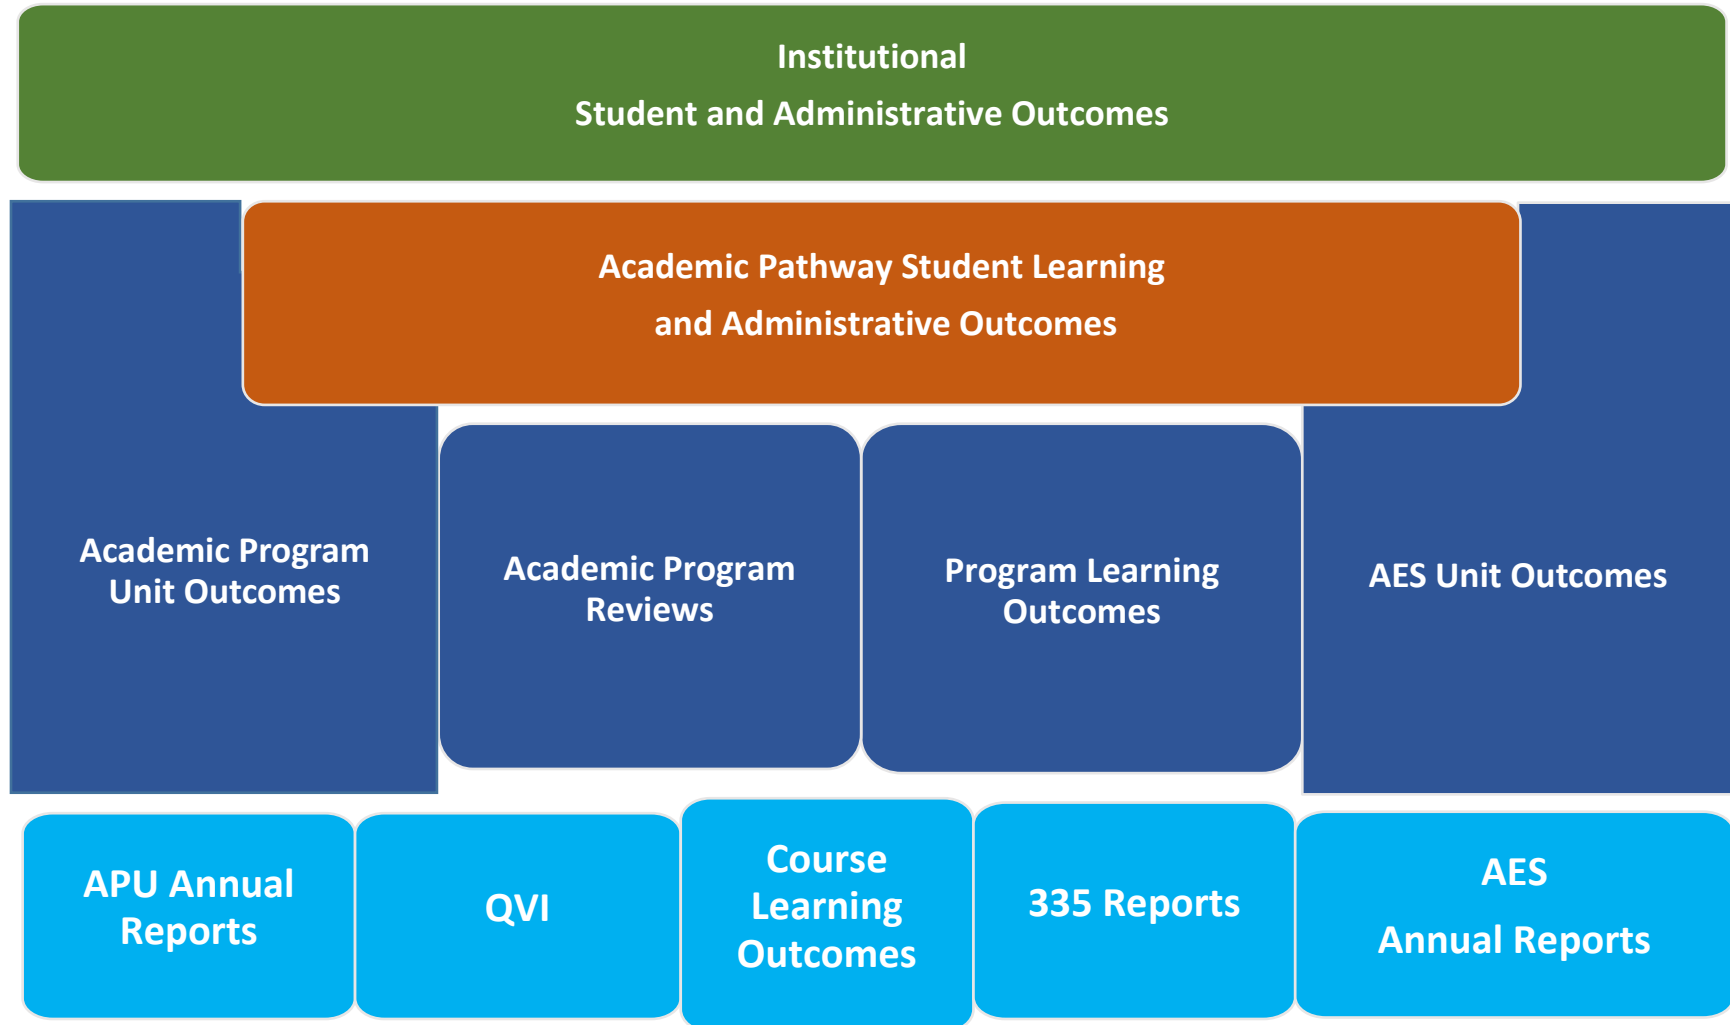 Institutional
Student and Administrative Outcomes
Academic Pathway Student Learning
and Administrative Outcomes
Academic Program
Unit Outcomes
Academic Program
Reviews
Program Learning
Outcomes
AES Unit Outcomes
APU Annual
Reports
QVI
Course
Learning
Outcomes
335 Reports
AES
Annual Reports